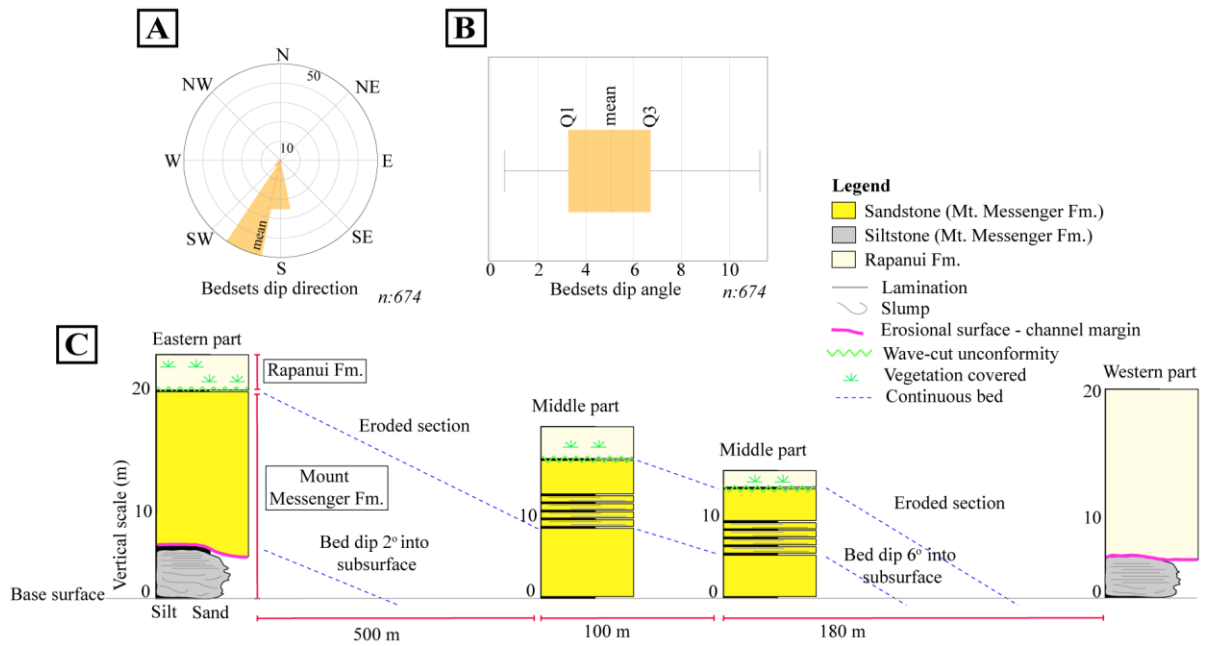 A
N
NE
E
SE
S
SW
W
NW
50
10
mean
Bedsets dip direction
n:674
B
Q1
mean
Q3
0 2 4 6 8 10
Bedsets dip angle
n:674
Legend
Sandstone (Mt. Messenger Fm.)
Siltstone (Mt. Messenger Fm.)
Rapanui Fm.
Lamination
Slump
Erosional surface - channel margin
Wave-cut unconformity
Vegetation covered
Continuous bed
C
Eastern part
Rapanui Fm.
20
10
0
Vertical scale (m)
Mount
Messenger Fm.
Base surface
Silt Sand
Eroded section
Bed dip 2º into
subsurface
Middle part
10
0
Middle part
10
0
Eroded section
Bed dip 6º into
subsurface
Western part
20
10
0
500 m
100 m
180 m